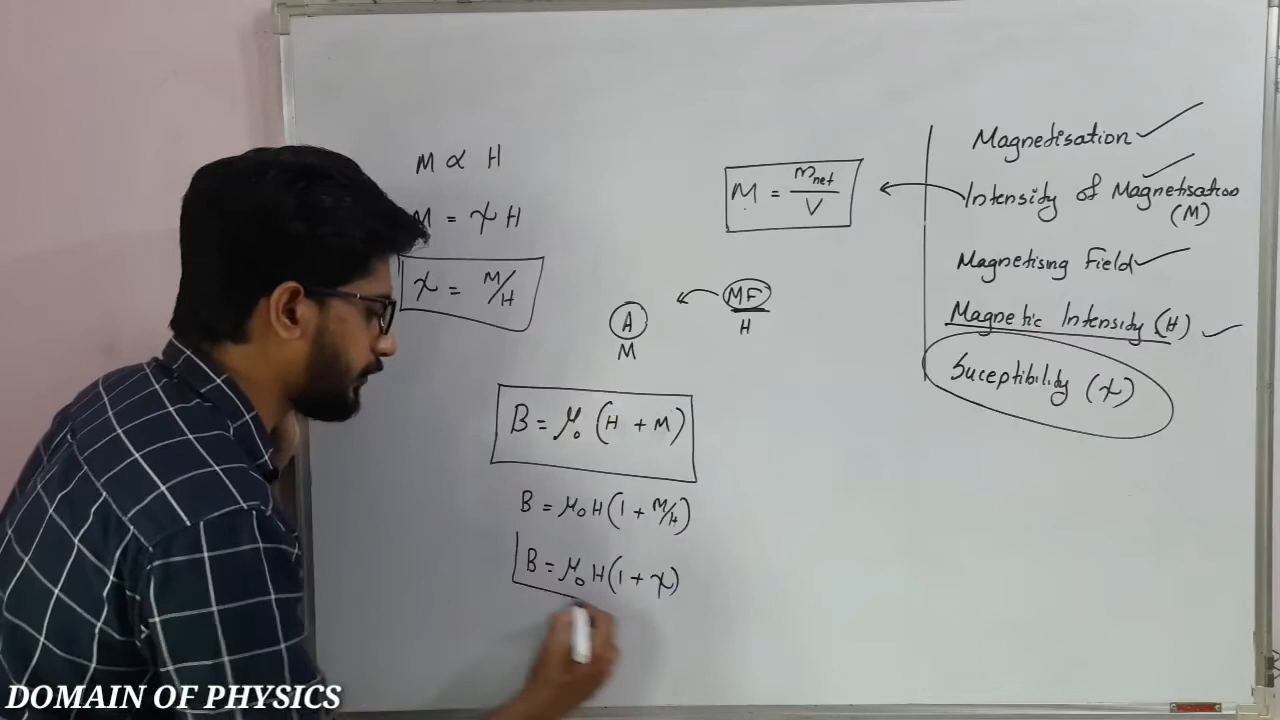 M ∝ H
M = χ H
χ = M/H
M = m_net / V
A
M
MF
H
B = μ₀ (H + M)
B = μ₀ H (1 + M/H)
B = μ₀ H (1 + χ)
Magnetisation
Intensity of Magnetisation
(M)
Magnetising Field
Magnetic Intensity (H)
Suceptibility (χ)
DOMAIN OF PHYSICS